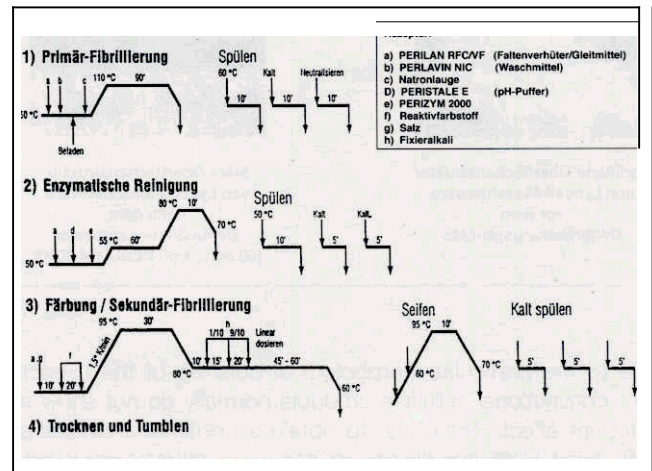 a) PERILAN RFC/VF (Faltenverhüter/Gleitmittel)
b) PERLAVIN NIC (Waschmittel)
c) Natronlauge
D) PERISTALE E (pH-Puffer)
e) PERIZYM 2000
f) Reaktivfarbstoff
g) Salz
h) Fixieralkali
1) Primär-Fibrillierung
Spülen
a b c 110 °C 90' 60 °C Kalt Neutralisieren
10' 10' 10'
50 °C
Beladen
2) Enzymatische Reinigung
80 °C 10' Spülen
70 °C 50 °C Kalt Kalt
a d e 55 °C 60' 10' 5' 5'
50 °C
3) Färbung / Sekundär-Fibrillierung
Seifen Kalt spülen
95 °C 30' h 95 °C 10'
1/10 9/10 Linear
dosieren
1,5° K/min
a,g f 10' 15' 20' 45' - 60' 70 °C 5' 5' 5'
10' 20' 80 °C 60 °C 60 °C
4) Trocknen und Tumblen